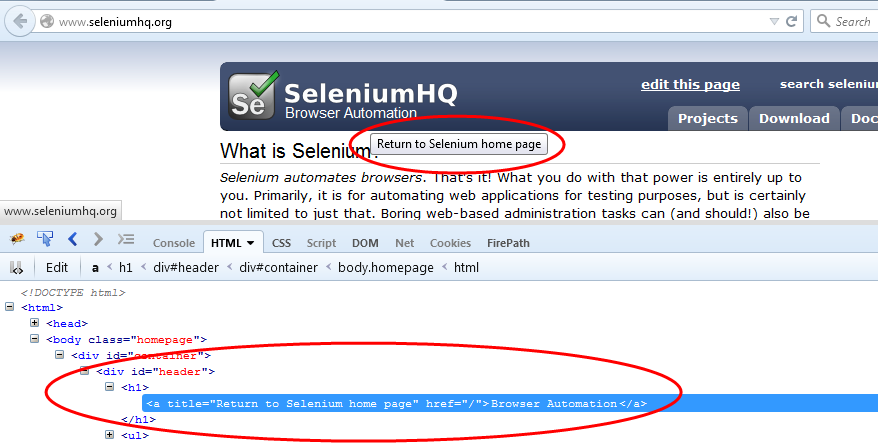 www.seleniumhq.org
Search
Se
SeleniumHQ
Browser Automation
edit this page
search seleniu
Projects
Download
Doc
Return to Selenium home page
What is Selenium?
Selenium automates browsers. That's it! What you do with that power is entirely up to
you. Primarily, it is for automating web applications for testing purposes, but is certainly
not limited to just that. Boring web-based administration tasks can (and should!) also be
www.seleniumhq.org
Console HTML CSS Script DOM Net Cookies FirePath
Edit a < h1 < div#header < div#container < body.homepage < html
<!DOCTYPE html>
<html>
<head>
<body class="homepage">
<div id="container">
<div id="header">
<h1>
<a title="Return to Selenium home page" href="/">Browser Automation</a>
</h1>
<ul>